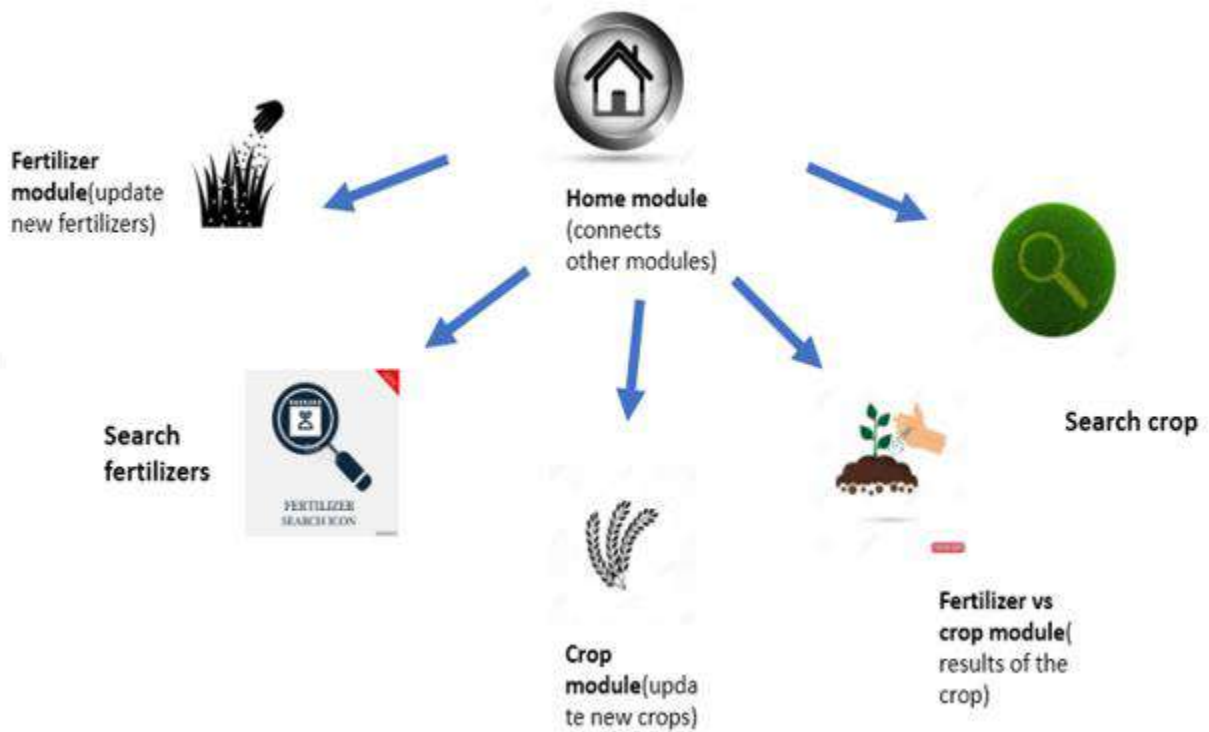 Home module
(connects
other modules)
Fertilizer
module(update
new fertilizers)
Search crop
Search
fertilizers
FERTILIZER
SEARCH ICON
Fertilizer vs
crop module(
results of the
crop)
Crop
module(upda
te new crops)